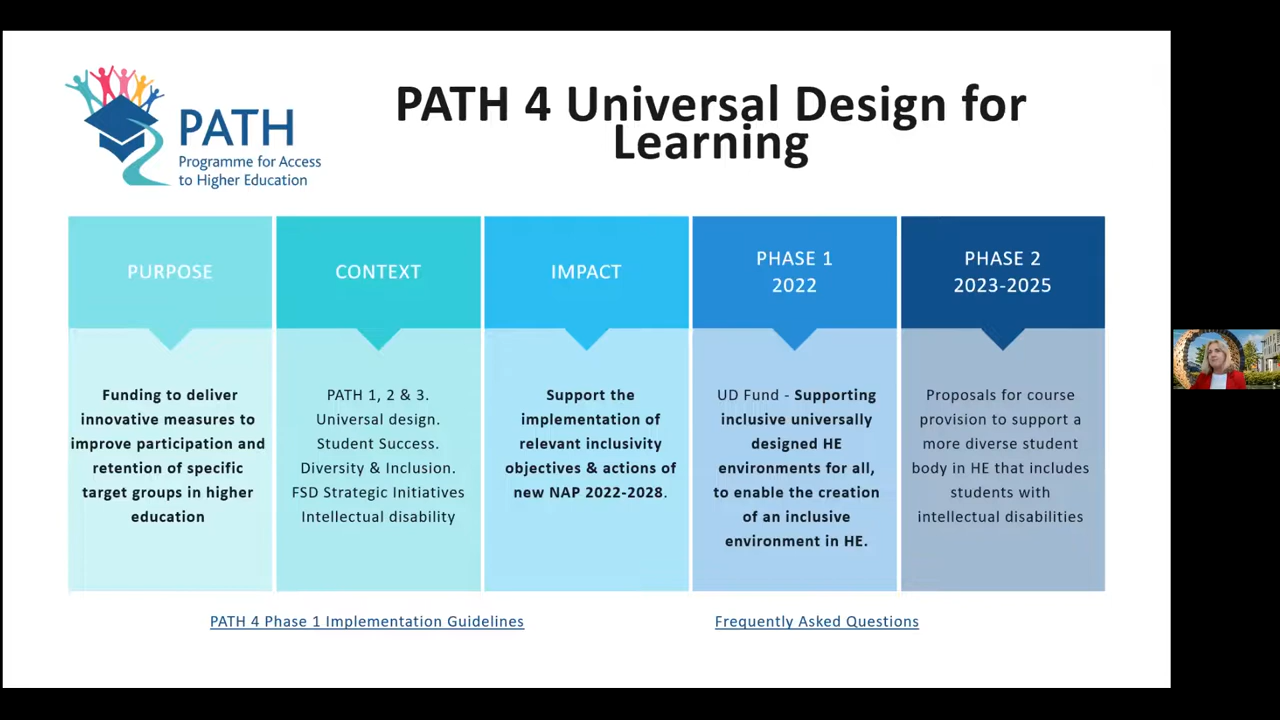 PATH
Programme for Access
to Higher Education
PATH 4 Universal Design for
Learning
PURPOSE
Funding to deliver
innovative measures to
improve participation and
retention of specific
target groups in higher
education
CONTEXT
PATH 1, 2 & 3.
Universal design.
Student Success.
Diversity & Inclusion.
FSD Strategic Initiatives
Intellectual disability
IMPACT
Support the
implementation of
relevant inclusivity
objectives & actions of
new NAP 2022-2028.
PHASE 1
2022
UD Fund - Supporting
inclusive universally
designed HE
environments for all,
to enable the creation
of an inclusive
environment in HE.
PHASE 2
2023-2025
Proposals for course
provision to support a
more diverse student
body in HE that includes
students with
intellectual disabilities
PATH 4 Phase 1 Implementation Guidelines
Frequently Asked Questions